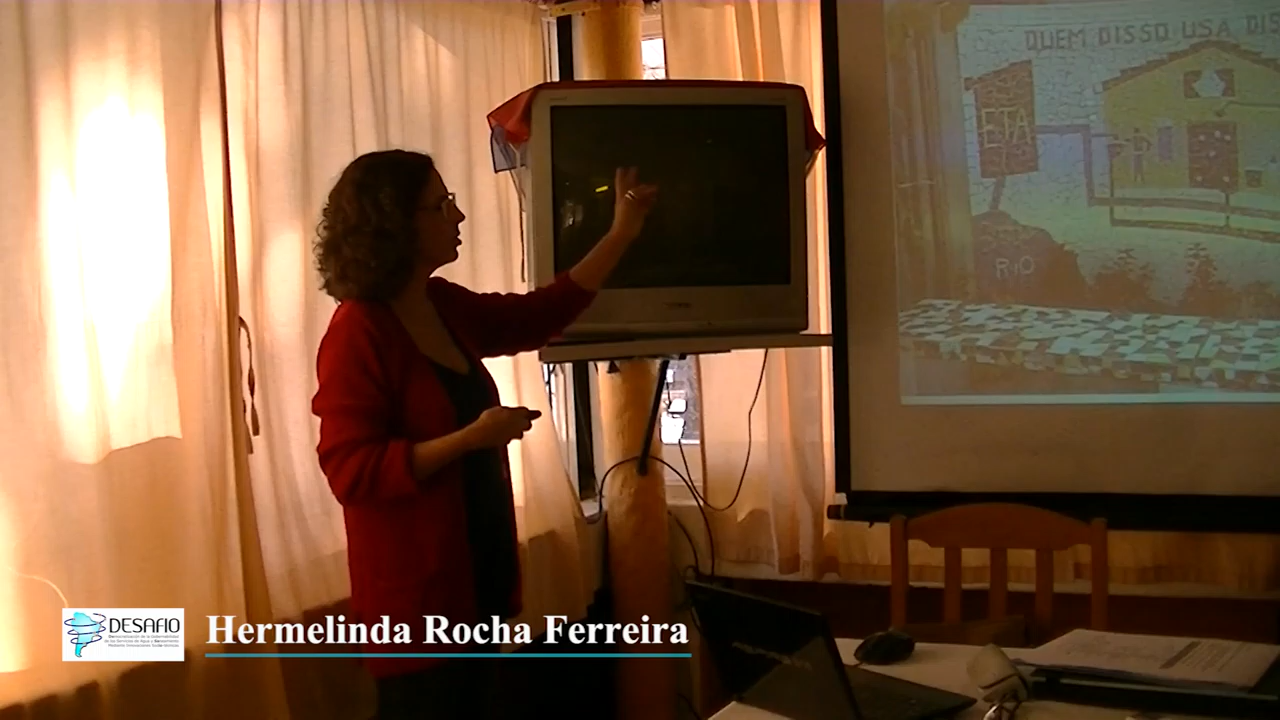 QUEM DISSO USA DIS
ETA
RIO
DESAFIO
Hermelinda Rocha Ferreira